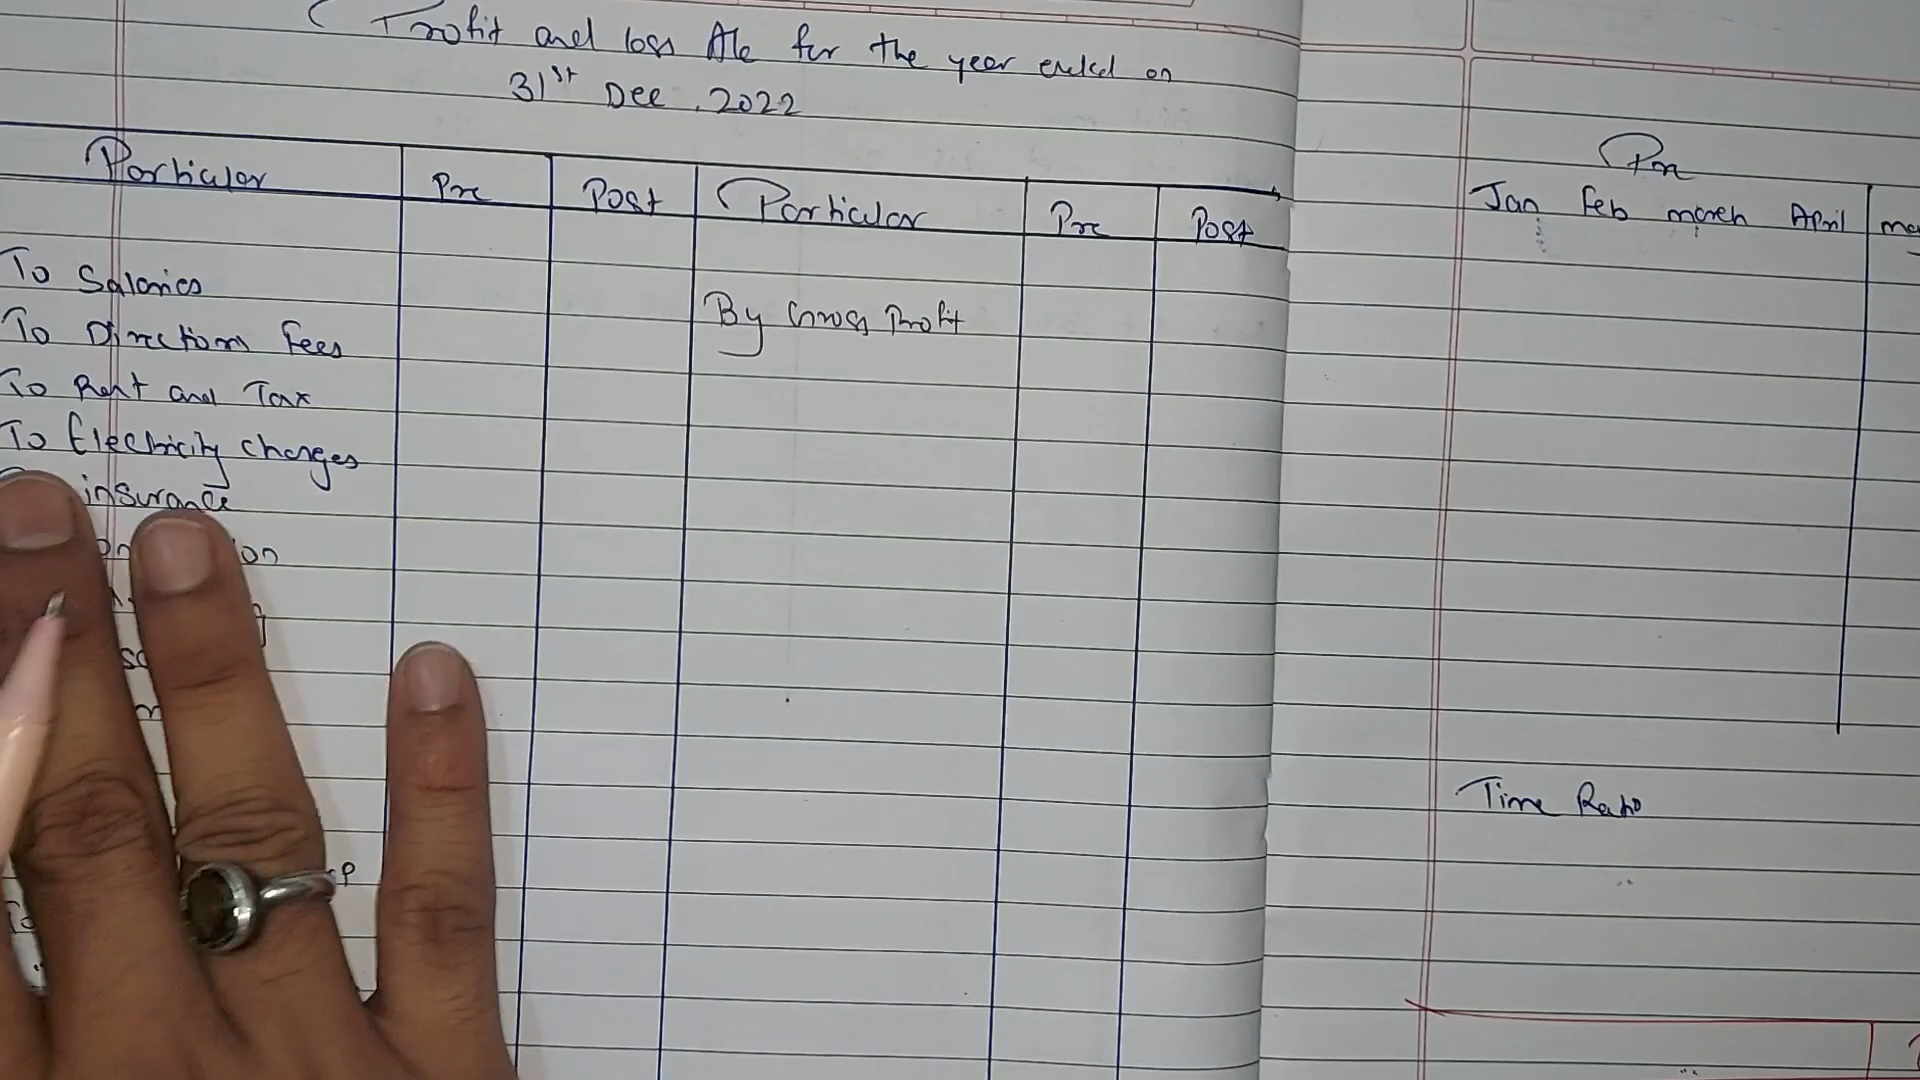 Profit and loss A/c for the year ended on
31st Dec. 2022
Particular Pre Post Particular Pre Post
To Salaries
By Gross Profit
To Directors Fees
To Rent and Tax
To Electricity charges
insurance
Pre
Jan Feb march April
Time Ratio